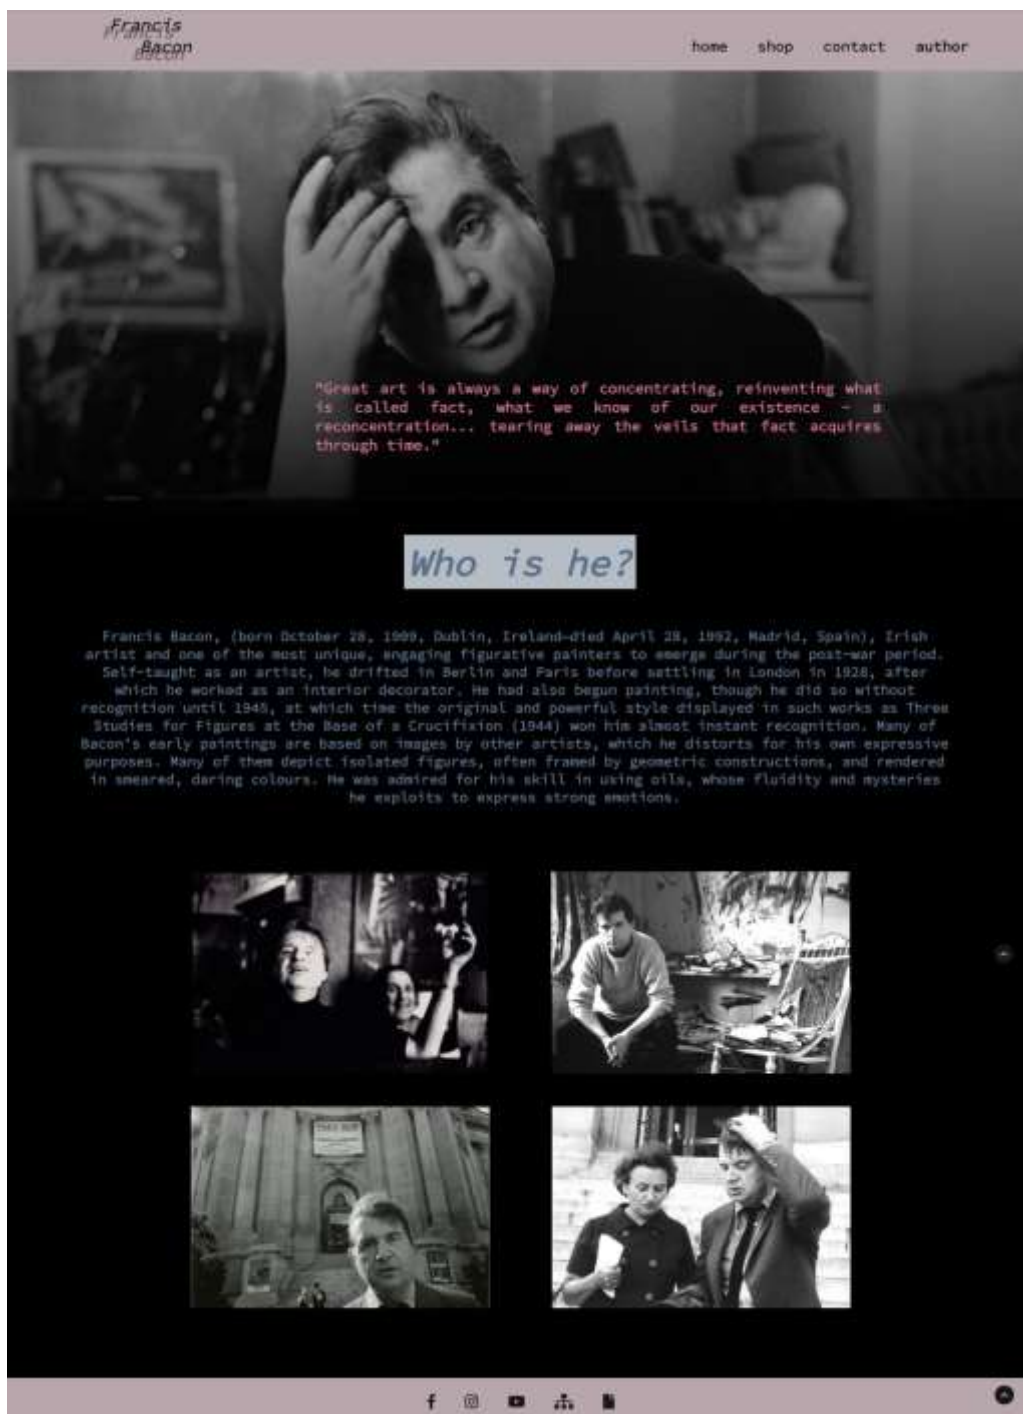 Francis
Bacon
home shop contact author
"Great art is always a way of concentrating, reinventing what
is called fact, what we know of our existence – a
reconcentration... tearing away the veils that fact acquires
through time."
Who is he?
Francis Bacon, (born October 28, 1909, Dublin, Ireland–died April 28, 1992, Madrid, Spain), Irish
artist and one of the most unique, engaging figurative painters to emerge during the post-war period.
Self-taught as an artist, he drifted in Berlin and Paris before settling in London in 1928, after
which he worked as an interior decorator. He had also begun painting, though he did so without
recognition until 1945, at which time the original and powerful style displayed in such works as Three
Studies for Figures at the Base of a Crucifixion (1944) won him almost instant recognition. Many of
Bacon's early paintings are based on images by other artists, which he distorts for his own expressive
purposes. Many of them depict isolated figures, often framed by geometric constructions, and rendered
in smeared, daring colours. He was admired for his skill in using oils, whose fluidity and mysteries
he exploits to express strong emotions.